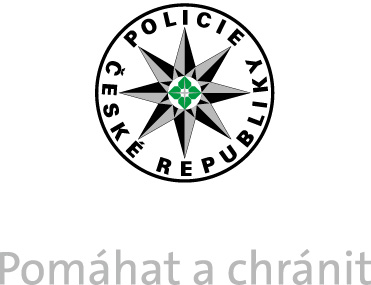 POLICIE ČESKÉ REPUBLIKY
Pomáhat a chránit